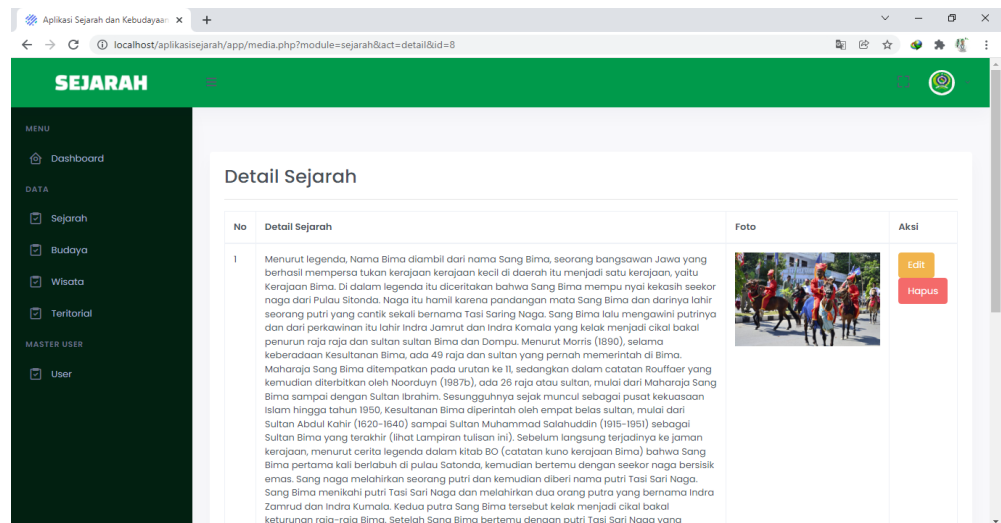 Aplikasi Sejarah dan Kebudayaan
localhost/aplikasisejarah/app/media.php?module=sejarah&act=detail&id=8
SEJARAH
MENU
Dashboard
DATA
Sejarah
Budaya
Wisata
Teritorial
MASTER USER
User
Detail Sejarah
No Detail Sejarah Foto Aksi
1 Menurut legenda, Nama Bima diambil dari nama Sang Bima, seorang bangsawan Jawa yang
berhasil mempersa tukan kerajaan kerajaan kecil di daerah itu menjadi satu kerajaan, yaitu
Kerajaan Bima. Di dalam legenda itu diceritakan bahwa Sang Bima mempu nyai kekasih seekor
naga dari Pulau Sitonda. Naga itu hamil karena pandangan mata Sang Bima dan darinya lahir
seorang putri yang cantik sekali bernama Tasi Saring Naga. Sang Bima lalu mengawini putrinya
dan dari perkawinan itu lahir Indra Jamrut dan Indra Komala yang kelak menjadi cikal bakal
penurun raja raja dan sultan sultan Bima dan Dompu. Menurut Morris (1890), selama
keberadaan Kesultanan Bima, ada 49 raja dan sultan yang pernah memerintah di Bima.
Maharaja Sang Bima ditempatkan pada urutan ke 11, sedangkan dalam catatan Rouffaer yang
kemudian diterbitkan oleh Noorduyn (1987b), ada 26 raja atau sultan, mulai dari Maharaja Sang
Bima sampai dengan Sultan Ibrahim. Sesungguhnya sejak muncul sebagai pusat kekuasaan
Islam hingga tahun 1950, Kesultanan Bima diperintah oleh empat belas sultan, mulai dari
Sultan Abdul Kahir (1620-1640) sampai Sultan Muhammad Salahuddin (1915-1951) sebagai
Sultan Bima yang terakhir (lihat Lampiran tulisan ini). Sebelum langsung terjadinya ke jaman
kerajaan, menurut cerita legenda dalam kitab BO (catatan kuno kerajaan Bima) bahwa Sang
Bima pertama kali berlabuh di pulau Satonda, kemudian bertemu dengan seekor naga bersisik
emas. Sang naga melahirkan seorang putri dan kemudian diberi nama putri Tasi Sari Naga.
Sang Bima menikahi putri Tasi Sari Naga dan melahirkan dua orang putra yang bernama Indra
Zamrud dan Indra Kumala. Kedua putra Sang Bima tersebut kelak menjadi cikal bakal
keturunan raja-raja Bima. Setelah Sang Bima bertemu dengan putri Tasi Sari Naga yang
Edit
Hapus